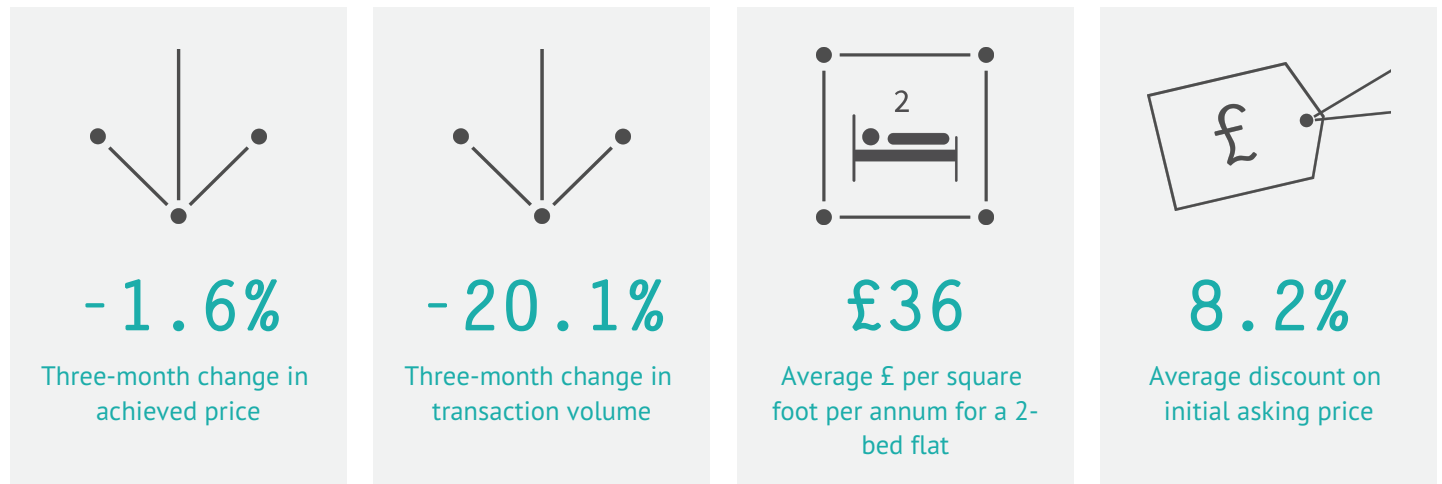 -1.6%
Three-month change in
achieved price
-20.1%
Three-month change in
transaction volume
2
£36
Average £ per square
foot per annum for a 2-
bed flat
£
8.2%
Average discount on
initial asking price